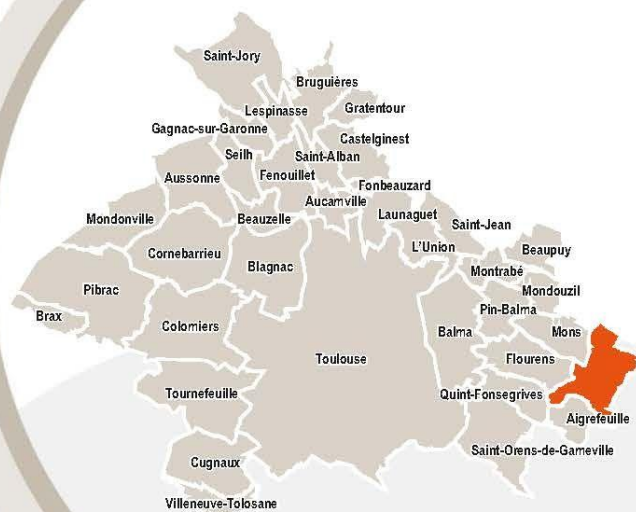 Saint-Jory
Bruguières
Lespinasse
Gratentour
Gagnac-sur-Garonne
Castelginest
Seilh
Saint-Alban
Aussonne
Fenouillet
Fonbeauzard
Aucamville
Launaguet
Mondonville
Beauzelle
Saint-Jean
L'Union
Beaupuy
Cornebarrieu
Blagnac
Montrabé
Pibrac
Mondouzil
Pin-Balma
Brax
Colomiers
Balma
Mons
Toulouse
Flourens
Tournefeuille
Quint-Fonsegrives
Aigrefeuille
Saint-Orens-de-Gameville
Cugnaux
Villeneuve-Tolosane